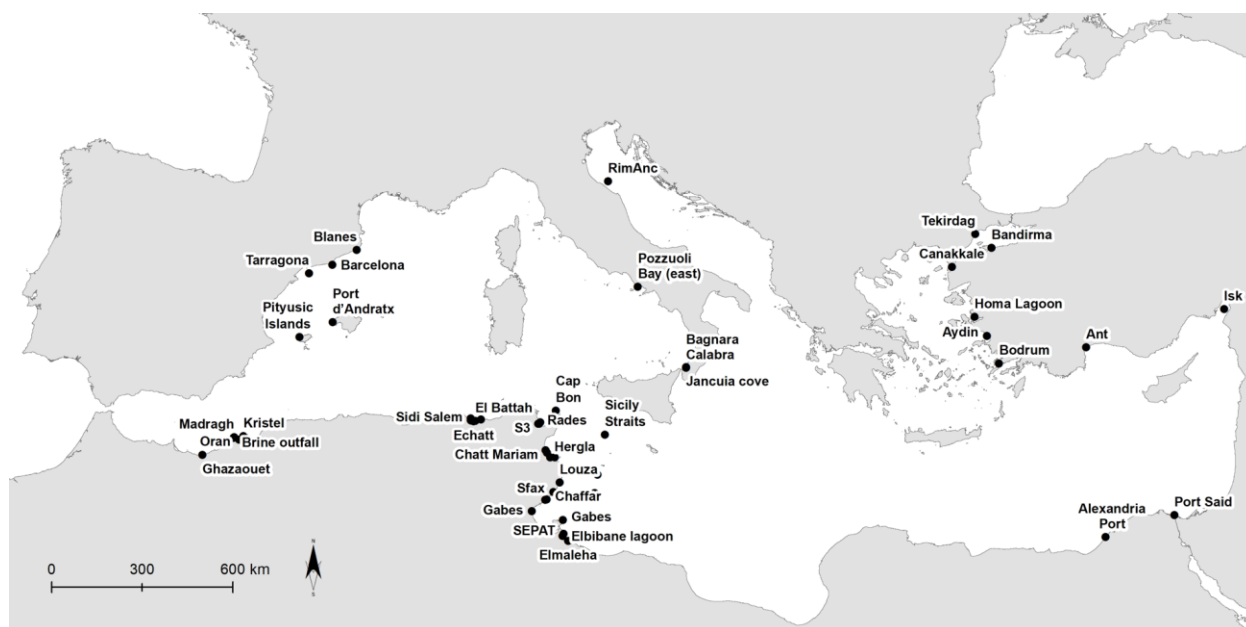 RimAnc
Tekirdag
Bandirma
Blanes
Canakkale
Tarragona
Barcelona
Pozzuoli
Bay (east)
Pityusic
Islands
Port
d'Andratx
Homa Lagoon
Isk
Aydin
Ant
Bodrum
Bagnara
Calabra
Jancuia cove
Cap
Bon
Sicily
Straits
Sidi Salem
El Battah
Echatt
S3
Rades
Madragh
Kristel
Oran
Brine outfall
Ghazaouet
Hergla
Chatt Mariam
Louza
Sfax
Chaffar
Gabes
Gabes
SEPAT
Elbibane lagoon
Elmaleha
Alexandria
Port
Port Said
N
S
0 300 600 km